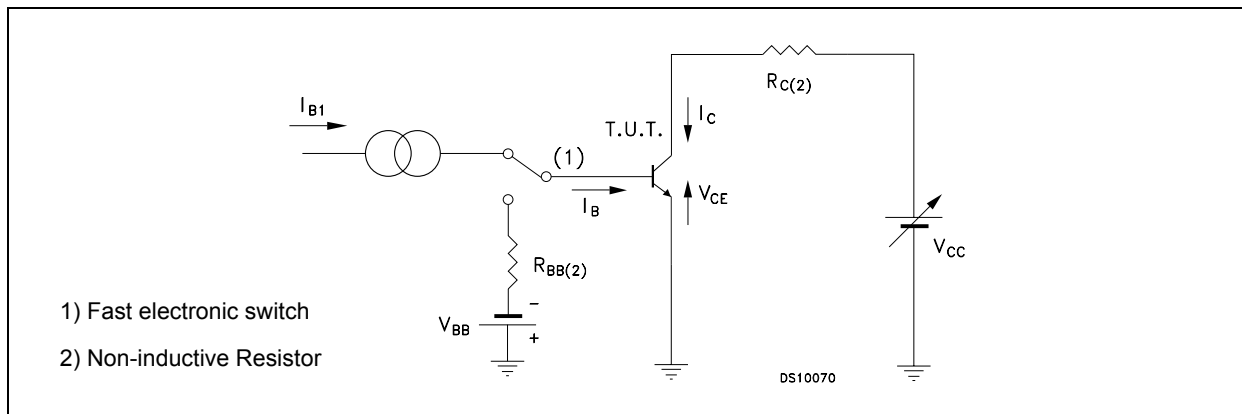 I_B1
R_C(2)
T.U.T.
I_C
(1)
I_B
V_CE
R_BB(2)
V_CC
V_BB
−
+
1) Fast electronic switch
2) Non-inductive Resistor
DS10070